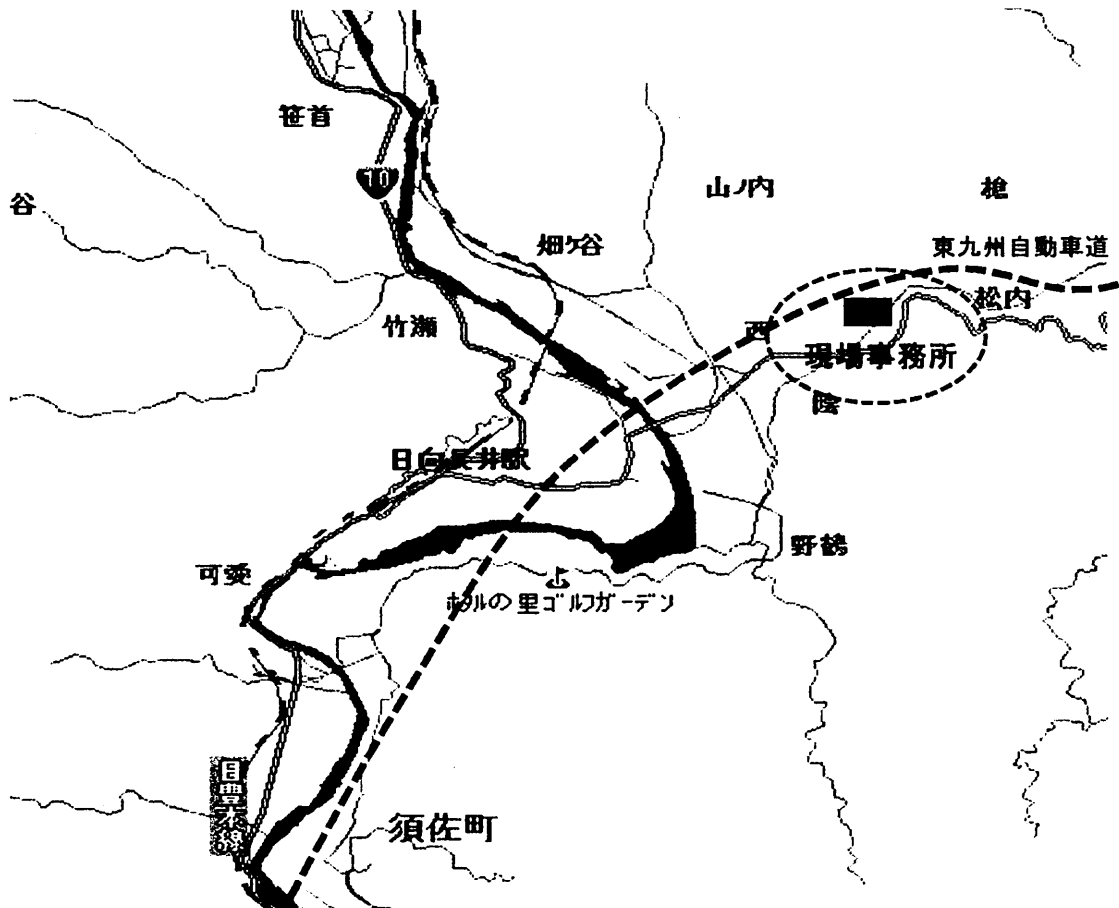 笹首
10
山ノ内
槍
谷
畑ケ谷
東九州自動車道
松内
竹瀬
西
現場事務所
陰
日向長井駅
野鶴
可愛
ホタルの里ゴルフガーデン
日豊本線
須佐町